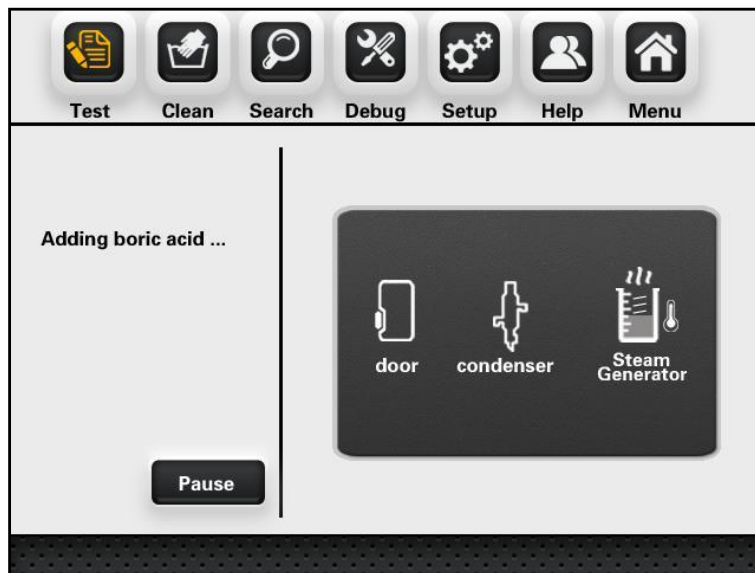 Test Clean Search Debug Setup Help Menu
Adding boric acid ...
door condenser Steam
Generator
Pause